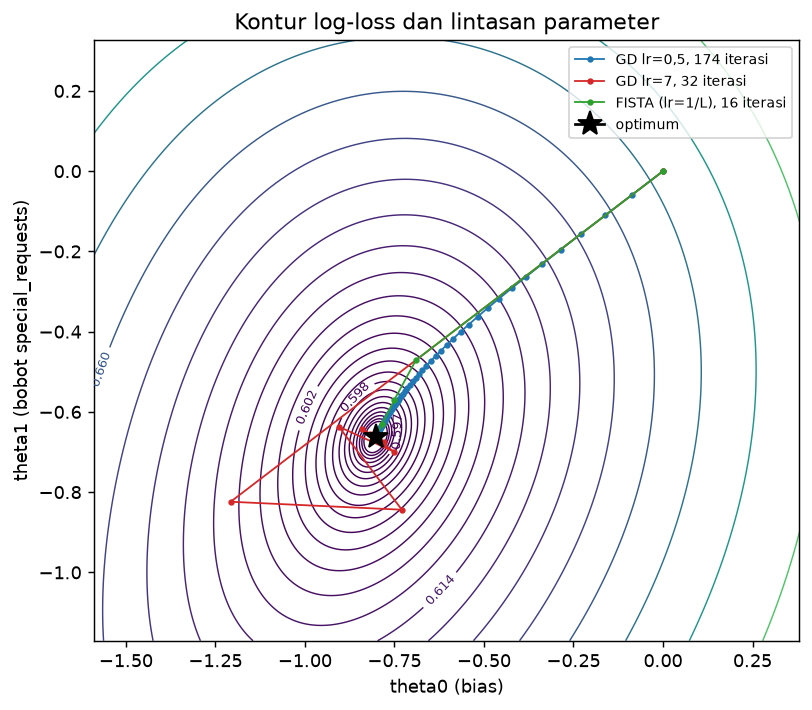 Kontur log-loss dan lintasan parameter
GD lr=0,5, 174 iterasi
GD lr=7, 32 iterasi
FISTA (lr=1/L), 16 iterasi
optimum
theta1 (bobot special_requests)
0.2
0.0
−0.2
−0.4
−0.6
−0.8
−1.0
0.660
0.602
0.598
0.614
−1.50
−1.25
−1.00
−0.75
−0.50
−0.25
0.00
0.25
theta0 (bias)